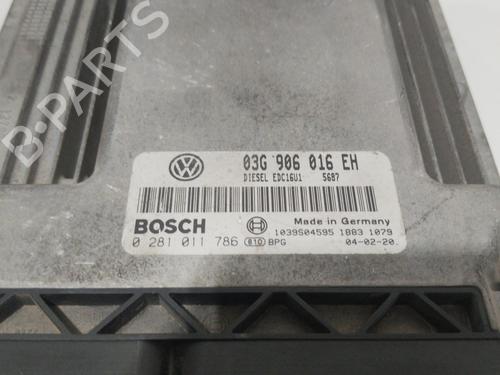 03G 906 016 EH
DIESEL EDC16U1 5687
BOSCH
Made in Germany
1039S04595 1883 1079
0 281 011 786 810 BPG
04-02-20.
B-PARTS